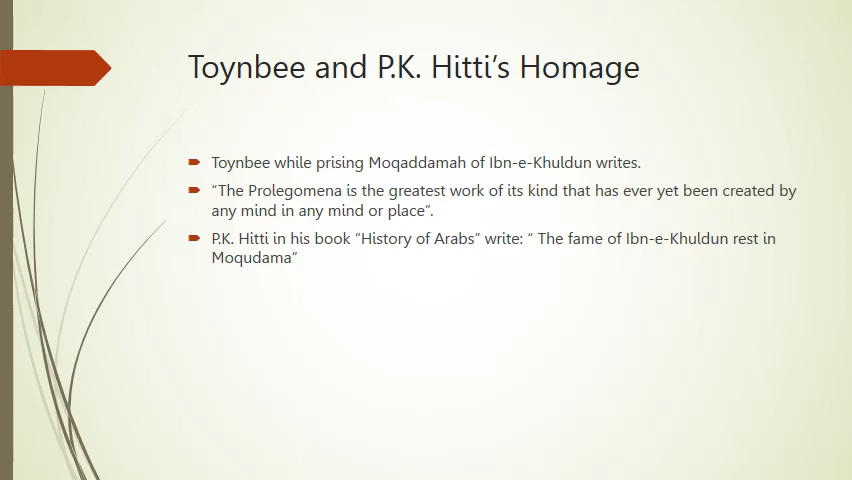 Toynbee and P.K. Hitti’s Homage
Toynbee while prising Moqaddamah of Ibn-e-Khuldun writes.
“The Prolegomena is the greatest work of its kind that has ever yet been created by
any mind in any mind or place”.
P.K. Hitti in his book “History of Arabs” write: “ The fame of Ibn-e-Khuldun rest in
Moqudama”